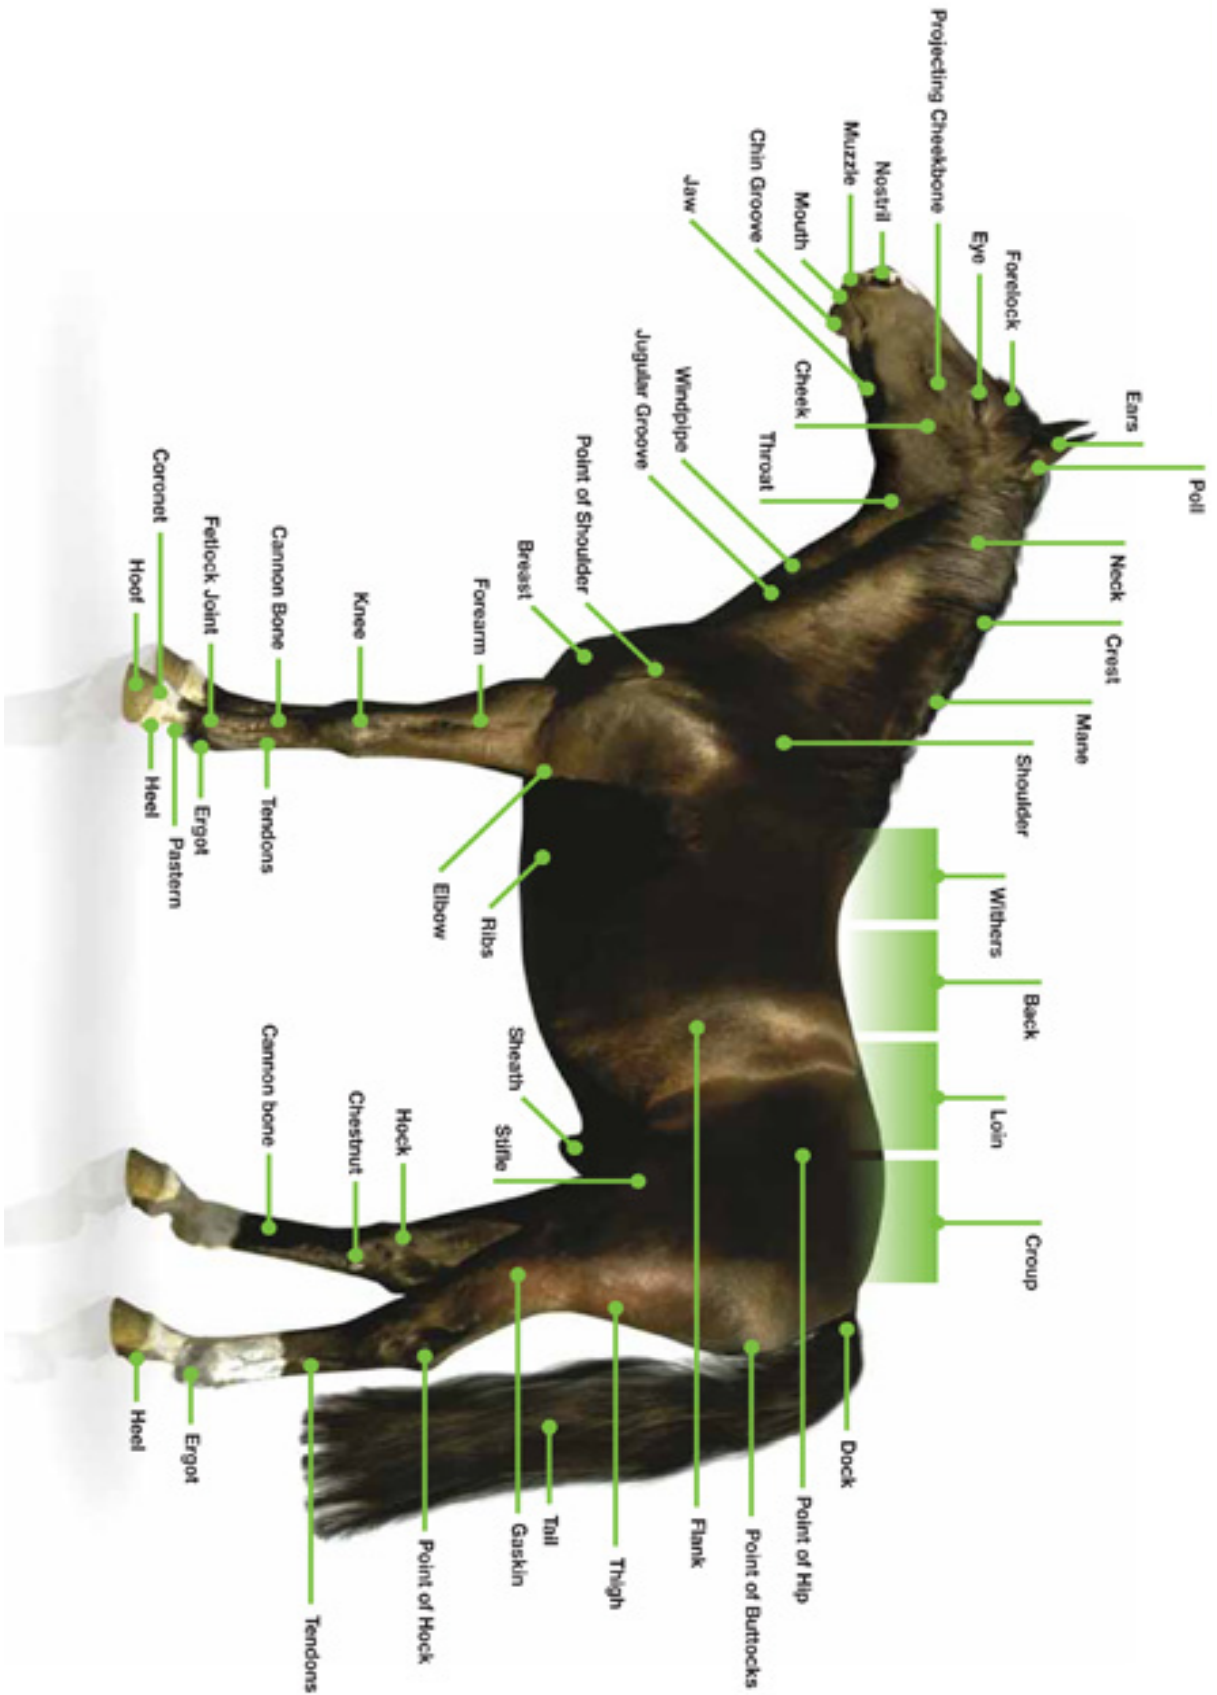 Poll
Ears
Forelock
Eye
Projecting Cheekbone
Nostril
Muzzle
Mouth
Chin Groove
Jaw
Cheek
Throat
Windpipe
Jugular Groove
Point of Shoulder
Breast
Neck
Crest
Mane
Shoulder
Withers
Back
Loin
Croup
Dock
Point of Hip
Point of Buttocks
Flank
Thigh
Tail
Gaskin
Point of Hock
Tendons
Forearm
Knee
Cannon Bone
Fetlock Joint
Coronet
Hoof
Elbow
Ribs
Tendons
Ergot
Pastern
Heel
Sheath
Stifle
Hock
Chestnut
Cannon bone
Ergot
Heel